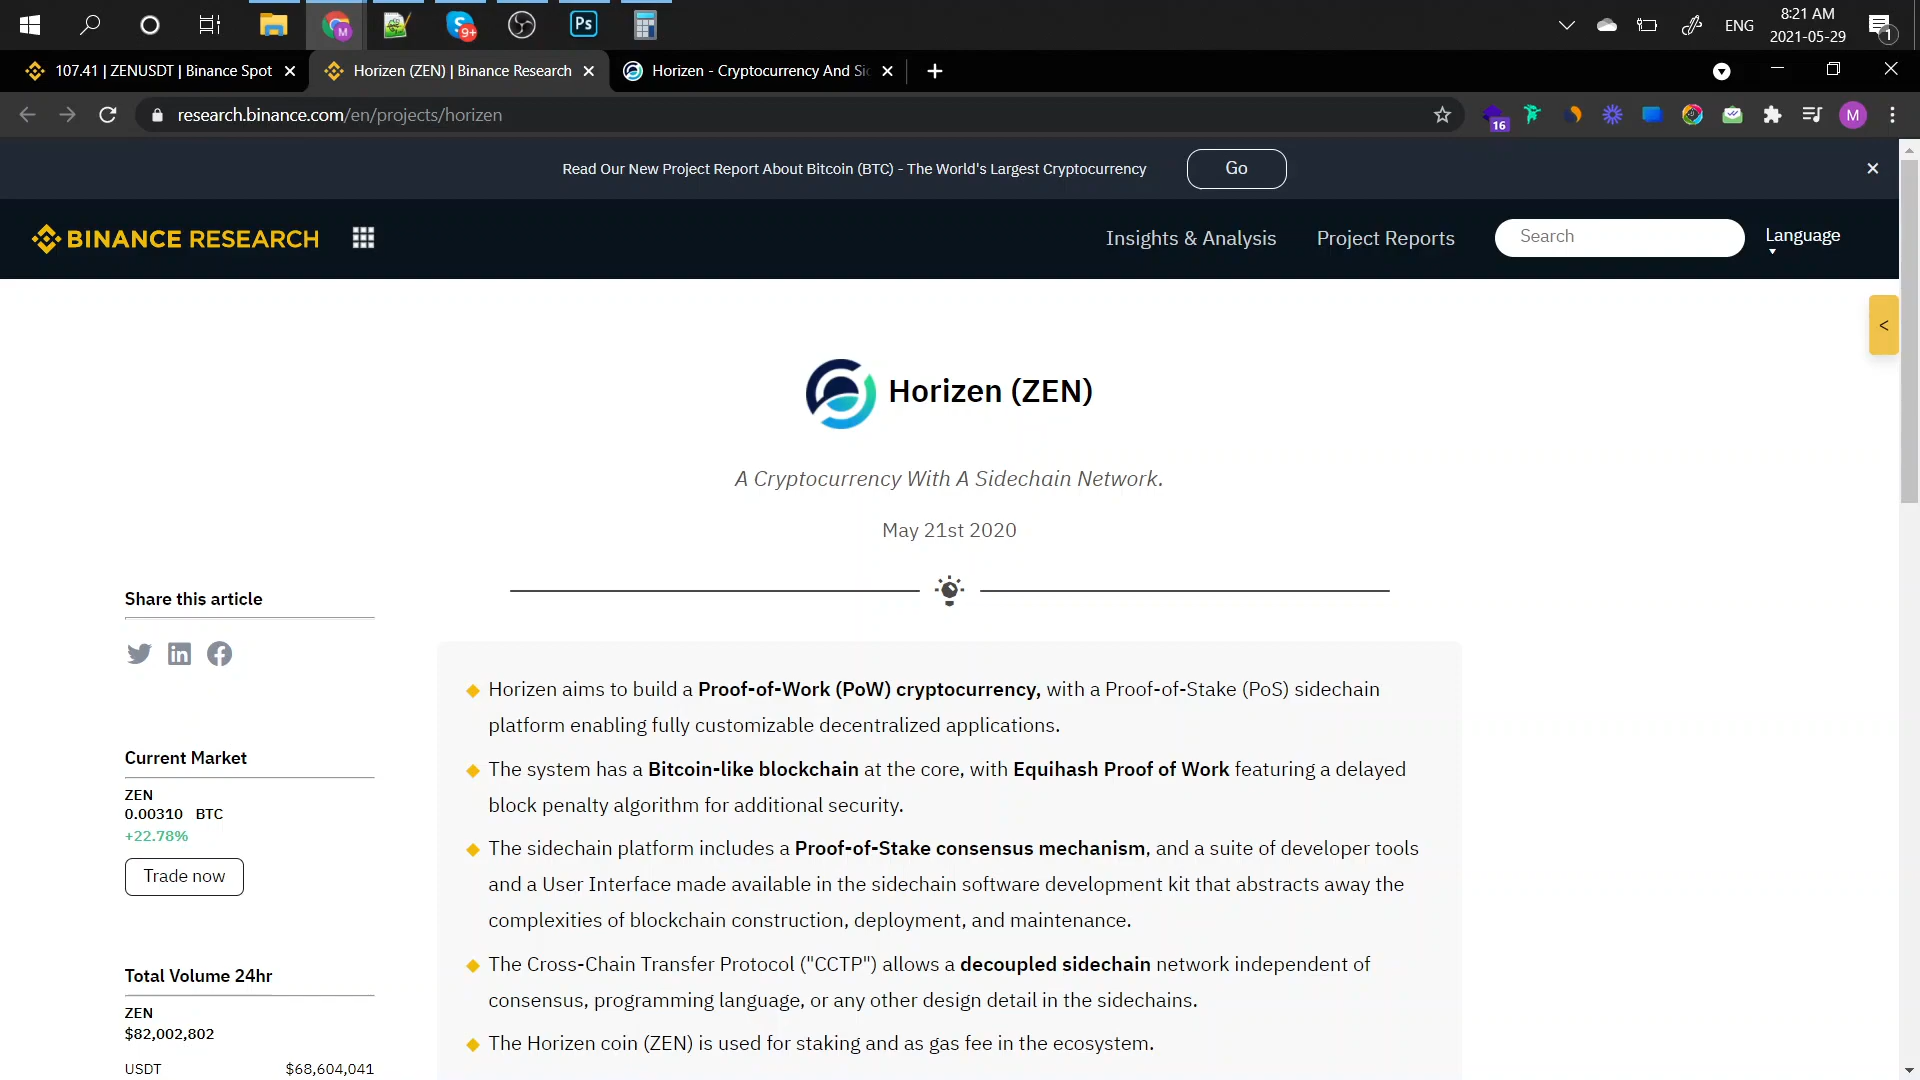 9+
Ps
ENG
8:21 AM
2021-05-29
1
107.41 | ZENUSDT | Binance Spot
Horizen (ZEN) | Binance Research
Horizen - Cryptocurrency And Sic
research.binance.com/en/projects/horizen
16
M
Read Our New Project Report About Bitcoin (BTC) - The World's Largest Cryptocurrency
Go
BINANCE RESEARCH
Insights & Analysis
Project Reports
Search
Language
<
Horizen (ZEN)
A Cryptocurrency With A Sidechain Network.
May 21st 2020
Share this article
Current Market
ZEN
0.00310 BTC
+22.78%
Trade now
Total Volume 24hr
ZEN
$82,002,802
USDT $68,604,041
Horizen aims to build a Proof-of-Work (PoW) cryptocurrency, with a Proof-of-Stake (PoS) sidechain
platform enabling fully customizable decentralized applications.
The system has a Bitcoin-like blockchain at the core, with Equihash Proof of Work featuring a delayed
block penalty algorithm for additional security.
The sidechain platform includes a Proof-of-Stake consensus mechanism, and a suite of developer tools
and a User Interface made available in the sidechain software development kit that abstracts away the
complexities of blockchain construction, deployment, and maintenance.
The Cross-Chain Transfer Protocol ("CCTP") allows a decoupled sidechain network independent of
consensus, programming language, or any other design detail in the sidechains.
The Horizen coin (ZEN) is used for staking and as gas fee in the ecosystem.